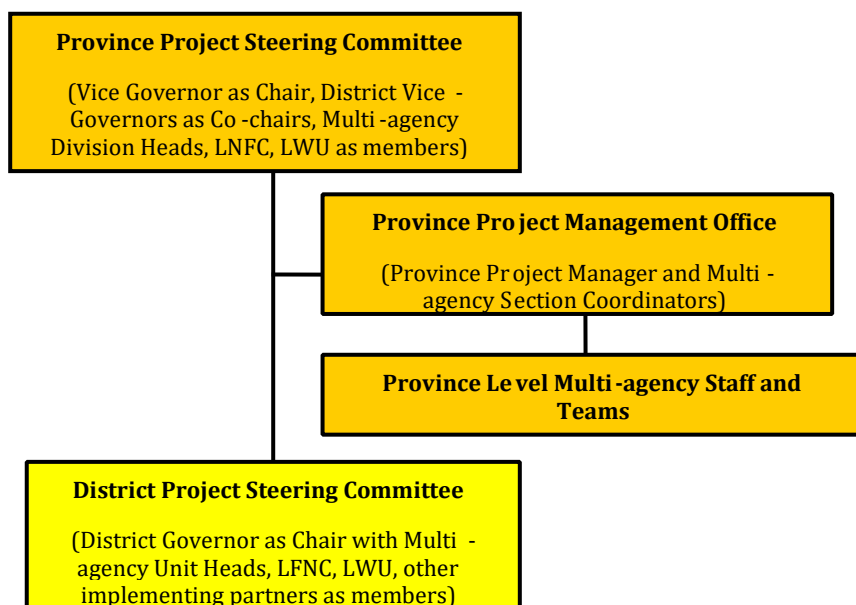 Province Project Steering Committee
(Vice Governor as Chair, District Vice -
Governors as Co -chairs, Multi -agency
Division Heads, LNFC, LWU as members)
Province Project Management Office
(Province Project Manager and Multi -
agency Section Coordinators)
Province Level Multi -agency Staff and
Teams
District Project Steering Committee
(District Governor as Chair with Multi -
agency Unit Heads, LFNC, LWU, other
implementing partners as members)